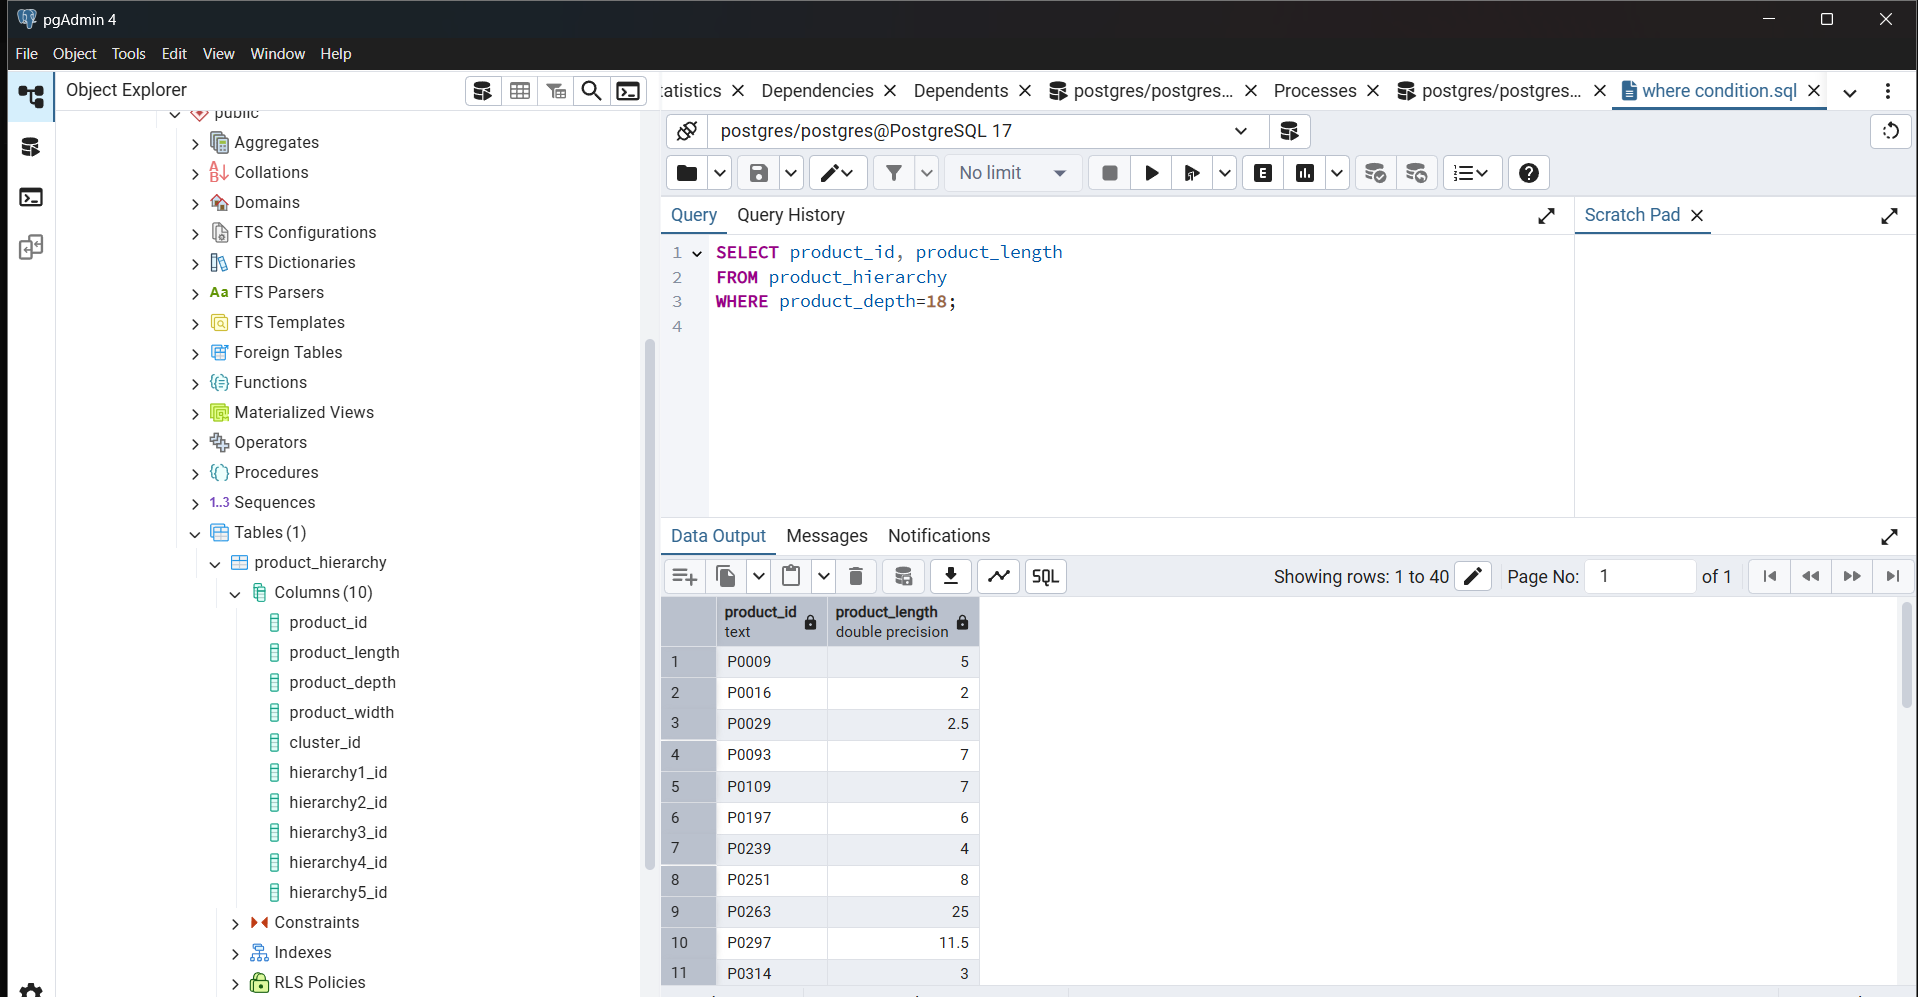 pgAdmin 4
File Object Tools Edit View Window Help
Object Explorer
public
Aggregates
Collations
Domains
FTS Configurations
FTS Dictionaries
Aa FTS Parsers
FTS Templates
Foreign Tables
Functions
Materialized Views
Operators
Procedures
1..3 Sequences
Tables (1)
product_hierarchy
Columns (10)
product_id
product_length
product_depth
product_width
cluster_id
hierarchy1_id
hierarchy2_id
hierarchy3_id
hierarchy4_id
hierarchy5_id
Constraints
Indexes
RLS Policies
atistics Dependencies Dependents postgres/postgres... Processes postgres/postgres... where condition.sql
postgres/postgres@PostgreSQL 17
No limit E
Query Query History
Scratch Pad
1 SELECT product_id, product_length
2 FROM product_hierarchy
3 WHERE product_depth=18;
4
Data Output Messages Notifications
SQL Showing rows: 1 to 40 Page No: 1 of 1
product_id product_length
text double precision
1 P0009 5
2 P0016 2
3 P0029 2.5
4 P0093 7
5 P0109 7
6 P0197 6
7 P0239 4
8 P0251 8
9 P0263 25
10 P0297 11.5
11 P0314 3